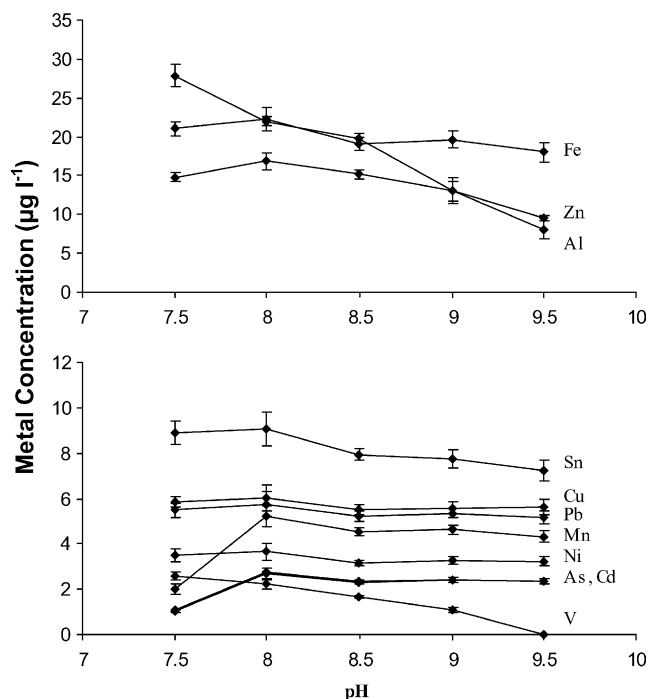 Metal Concentration (µg l-1)
35
30
25
20
15
10
5
0
Fe
Zn
Al
7 7.5 8 8.5 9 9.5 10
12
10
8
6
4
2
0
Sn
Cu
Pb
Mn
Ni
As, Cd
V
7 7.5 8 8.5 9 9.5 10
pH